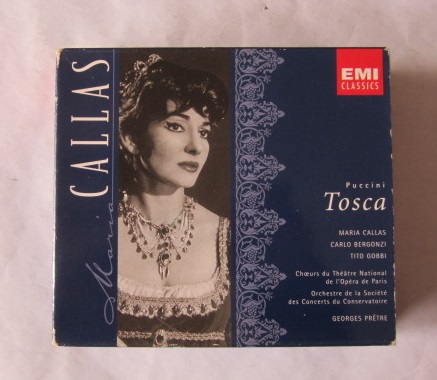 Maria CALLAS
EMI
CLASSICS
Puccini
Tosca
MARIA CALLAS
CARLO BERGONZI
TITO GOBBI
Chœurs du Théâtre National
de l'Opéra de Paris
Orchestre de la Société
des Concerts du Conservatoire
GEORGES PRÊTRE